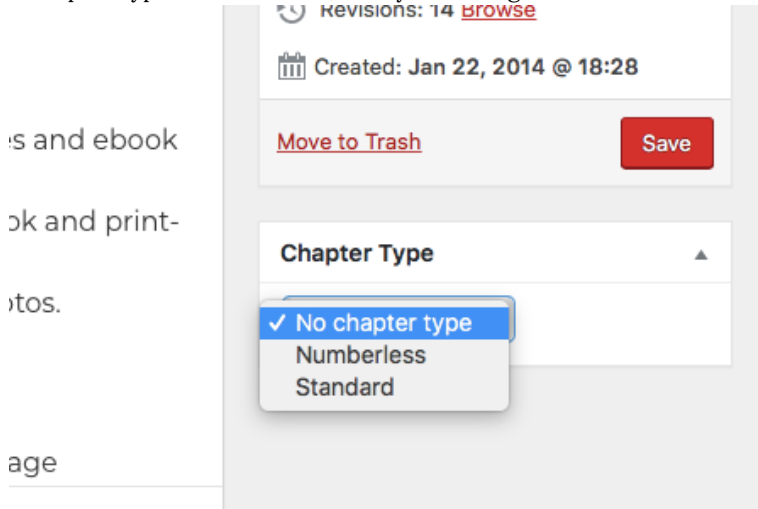 Revisions: 14 Browse
Created: Jan 22, 2014 @ 18:28
s and ebook
Move to Trash
Save
ok and print-
Chapter Type
tos.
No chapter type
Numberless
Standard
age